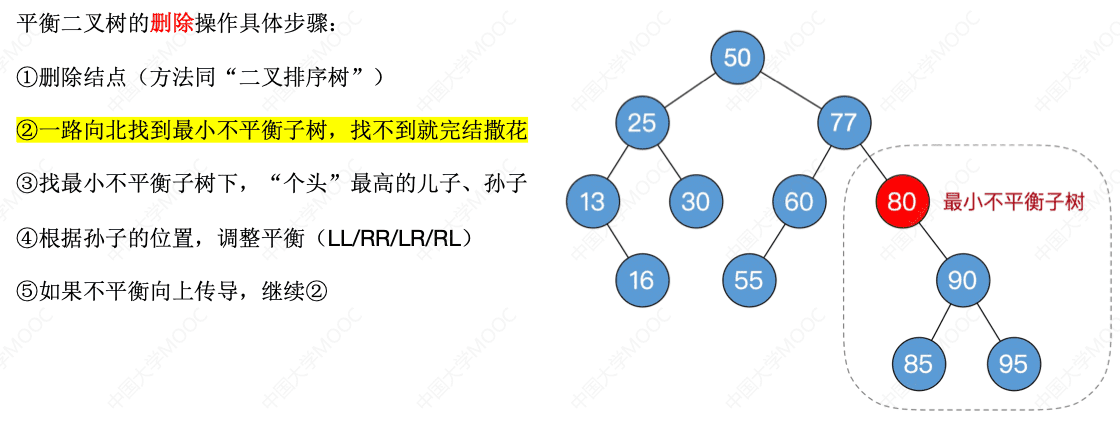 平衡二叉树的删除操作具体步骤：
①删除结点（方法同“二叉排序树”）
②一路向北找到最小不平衡子树，找不到就完结撒花
③找最小不平衡子树下，“个头”最高的儿子、孙子
④根据孙子的位置，调整平衡（LL/RR/LR/RL）
⑤如果不平衡向上传导，继续②
50
25 77
13 30 60 80 最小不平衡子树
16 55 90
85 95
中国大学MOOC